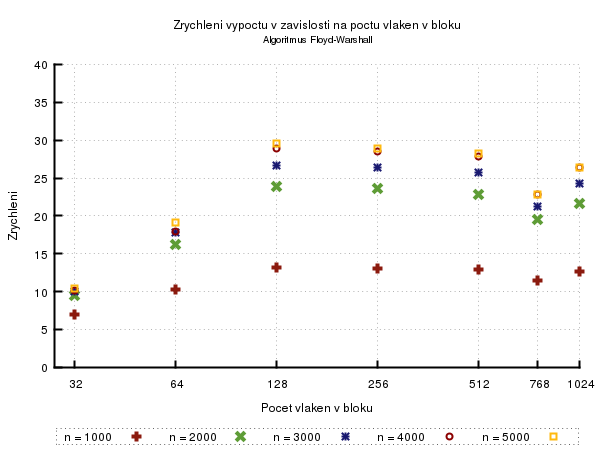 Zrychleni vypoctu v zavislosti na poctu vlaken v bloku
Algoritmus Floyd-Warshall
40
35
30
25
20
15
10
5
0
Zrychleni
32 64 128 256 512 768 1024
Pocet vlaken v bloku
n = 1000 n = 2000 n = 3000 n = 4000 n = 5000